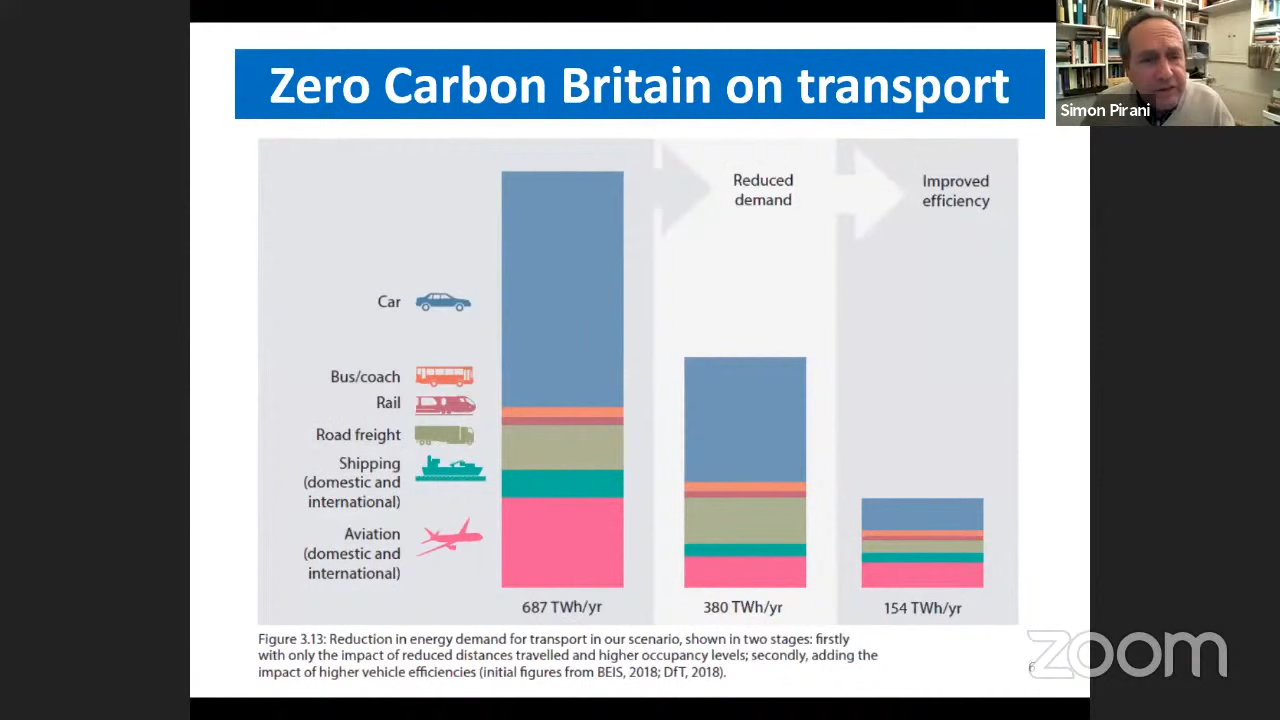 Zero Carbon Britain on transport
Simon Pirani
Reduced
demand
Improved
efficiency
Car
Bus/coach
Rail
Road freight
Shipping
(domestic and
international)
Aviation
(domestic and
international)
687 TWh/yr
380 TWh/yr
154 TWh/yr
Figure 3.13: Reduction in energy demand for transport in our scenario, shown in two stages: firstly
with only the impact of reduced distances travelled and higher occupancy levels; secondly, adding the
impact of higher vehicle efficiencies (initial figures from BEIS, 2018; DfT, 2018).
6
zoom